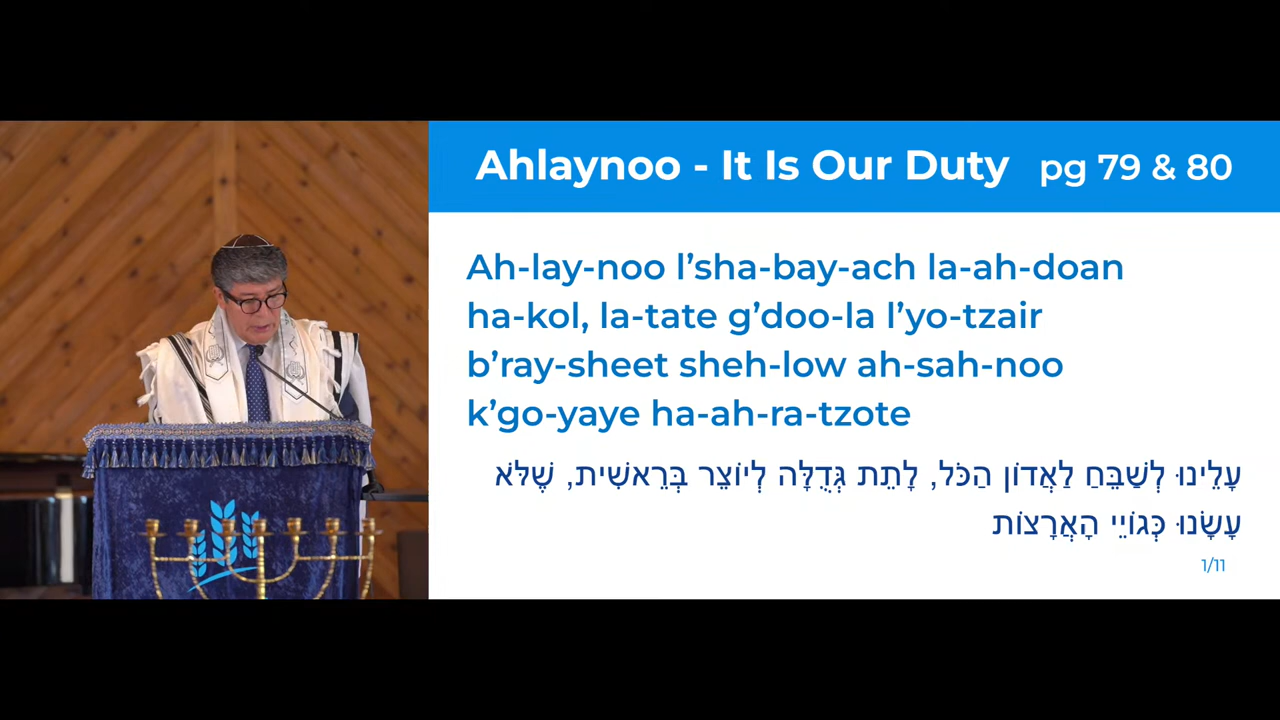 Ahlaynoo - It Is Our Duty pg 79 & 80
Ah-lay-noo l’sha-bay-ach la-ah-doan
ha-kol, la-tate g’doo-la l’yo-tzair
b’ray-sheet sheh-low ah-sah-noo
k’go-yaye ha-ah-ra-tzote
עָלֵינוּ לְשַׁבֵּחַ לַאֲדוֹן הַכֹּל, לָתֵת גְּדֻלָּה לְיוֹצֵר בְּרֵאשִׁית, שֶׁלֹּא
עָשָׂנוּ כְּגוֹיֵי הָאֲרָצוֹת
1/11